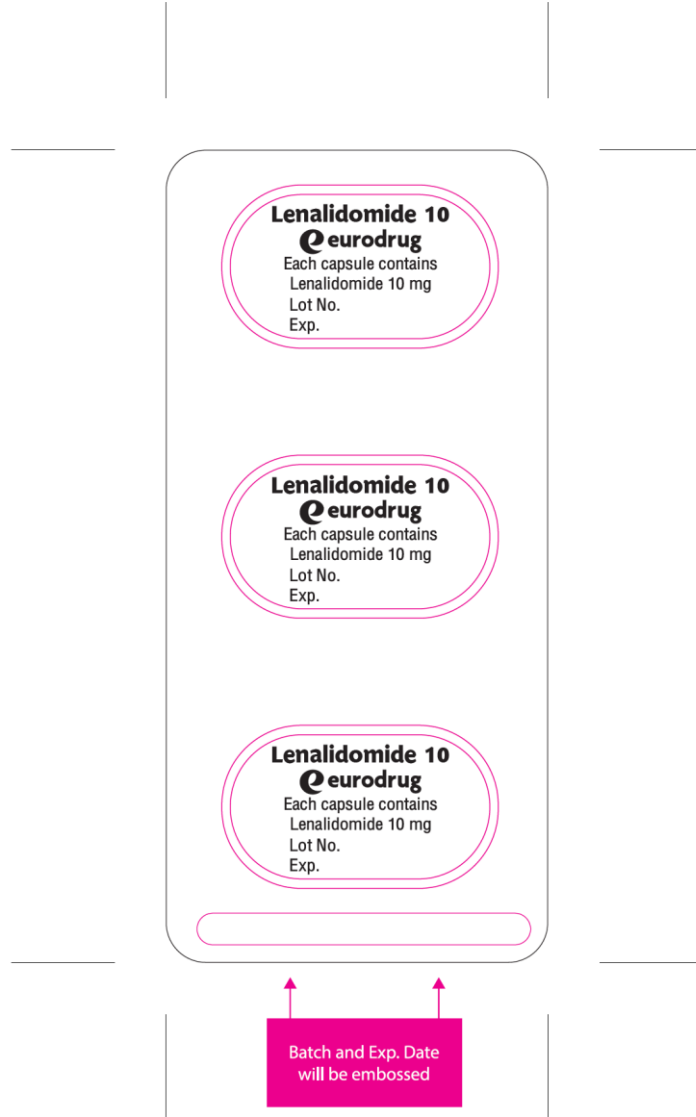 Lenalidomide 10
eurodrug
Each capsule contains
Lenalidomide 10 mg
Lot No.
Exp.
Lenalidomide 10
eurodrug
Each capsule contains
Lenalidomide 10 mg
Lot No.
Exp.
Lenalidomide 10
eurodrug
Each capsule contains
Lenalidomide 10 mg
Lot No.
Exp.
Batch and Exp. Date
will be embossed